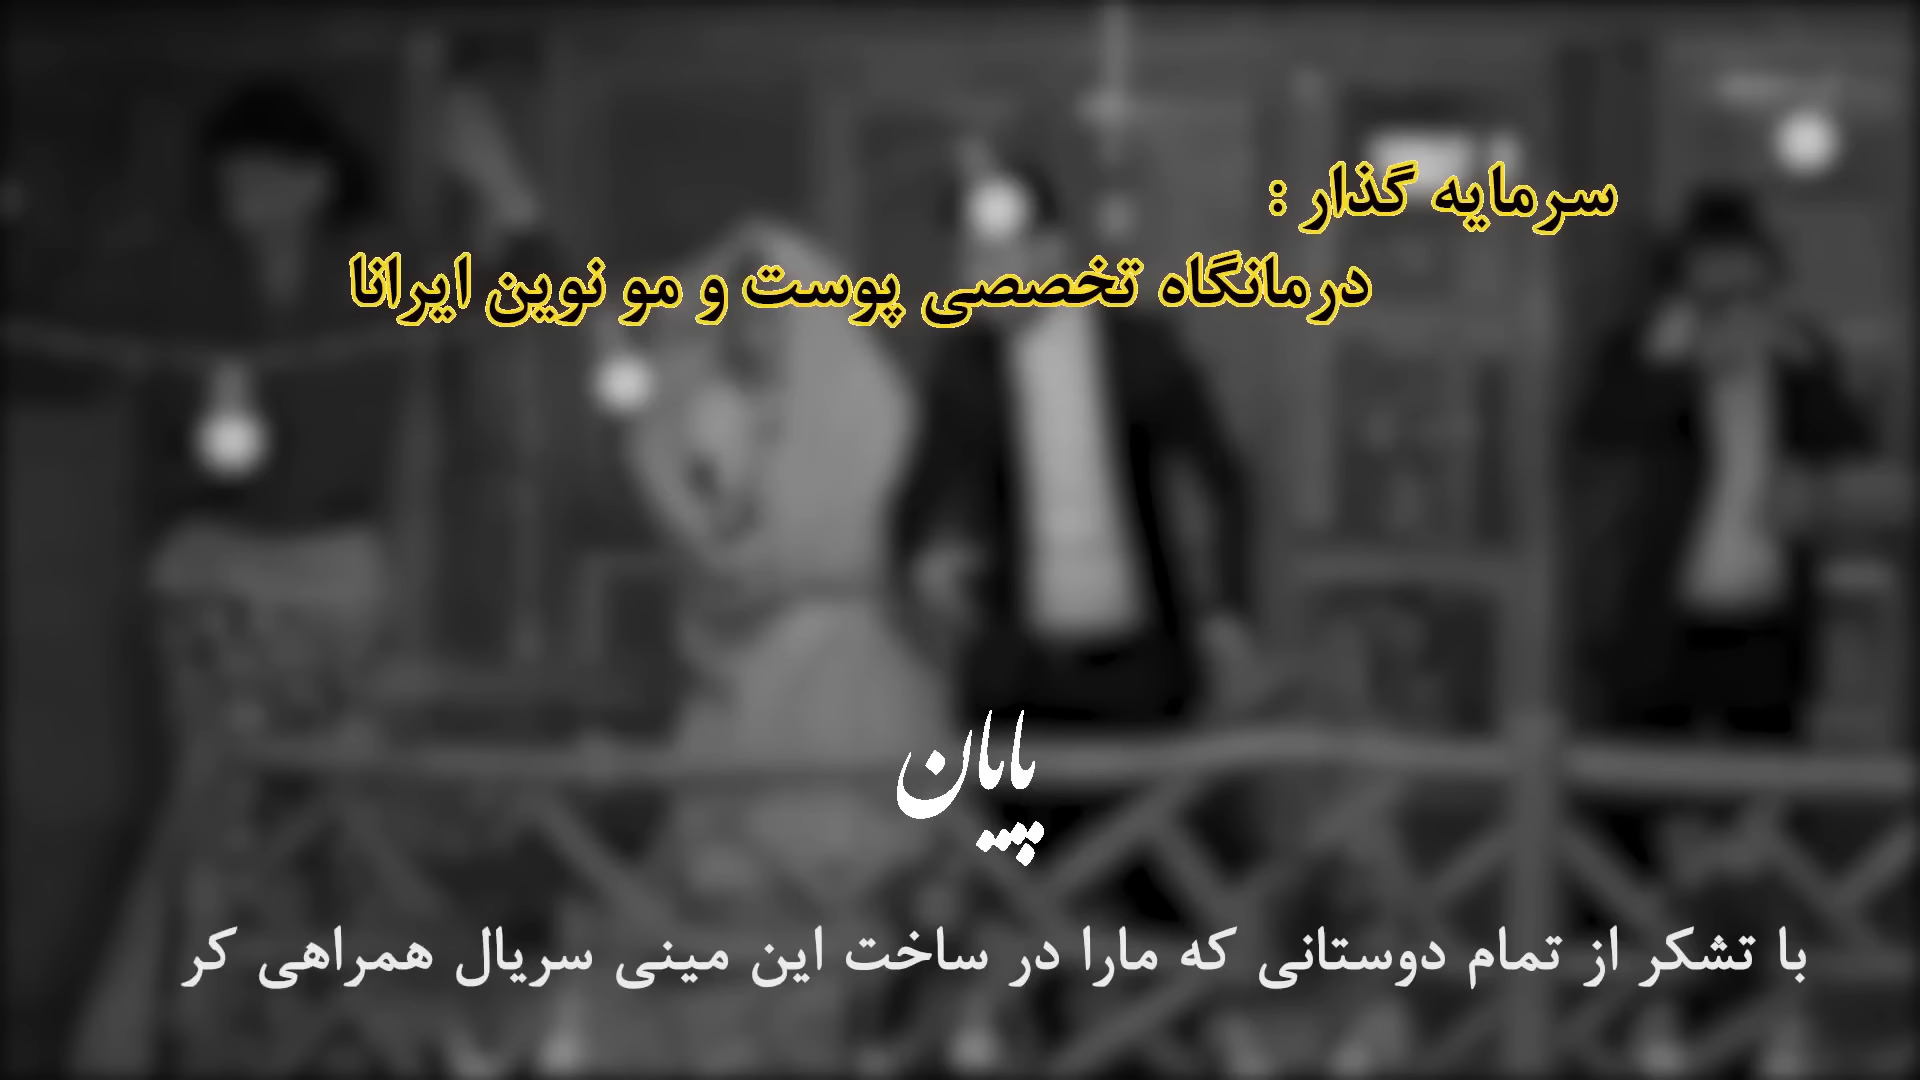 سرمایه گذار :
درمانگاه تخصصی پوست و مو نوین ایرانا
پایان
با تشکر از تمام دوستانی که مارا در ساخت این مینی سریال همراهی کر